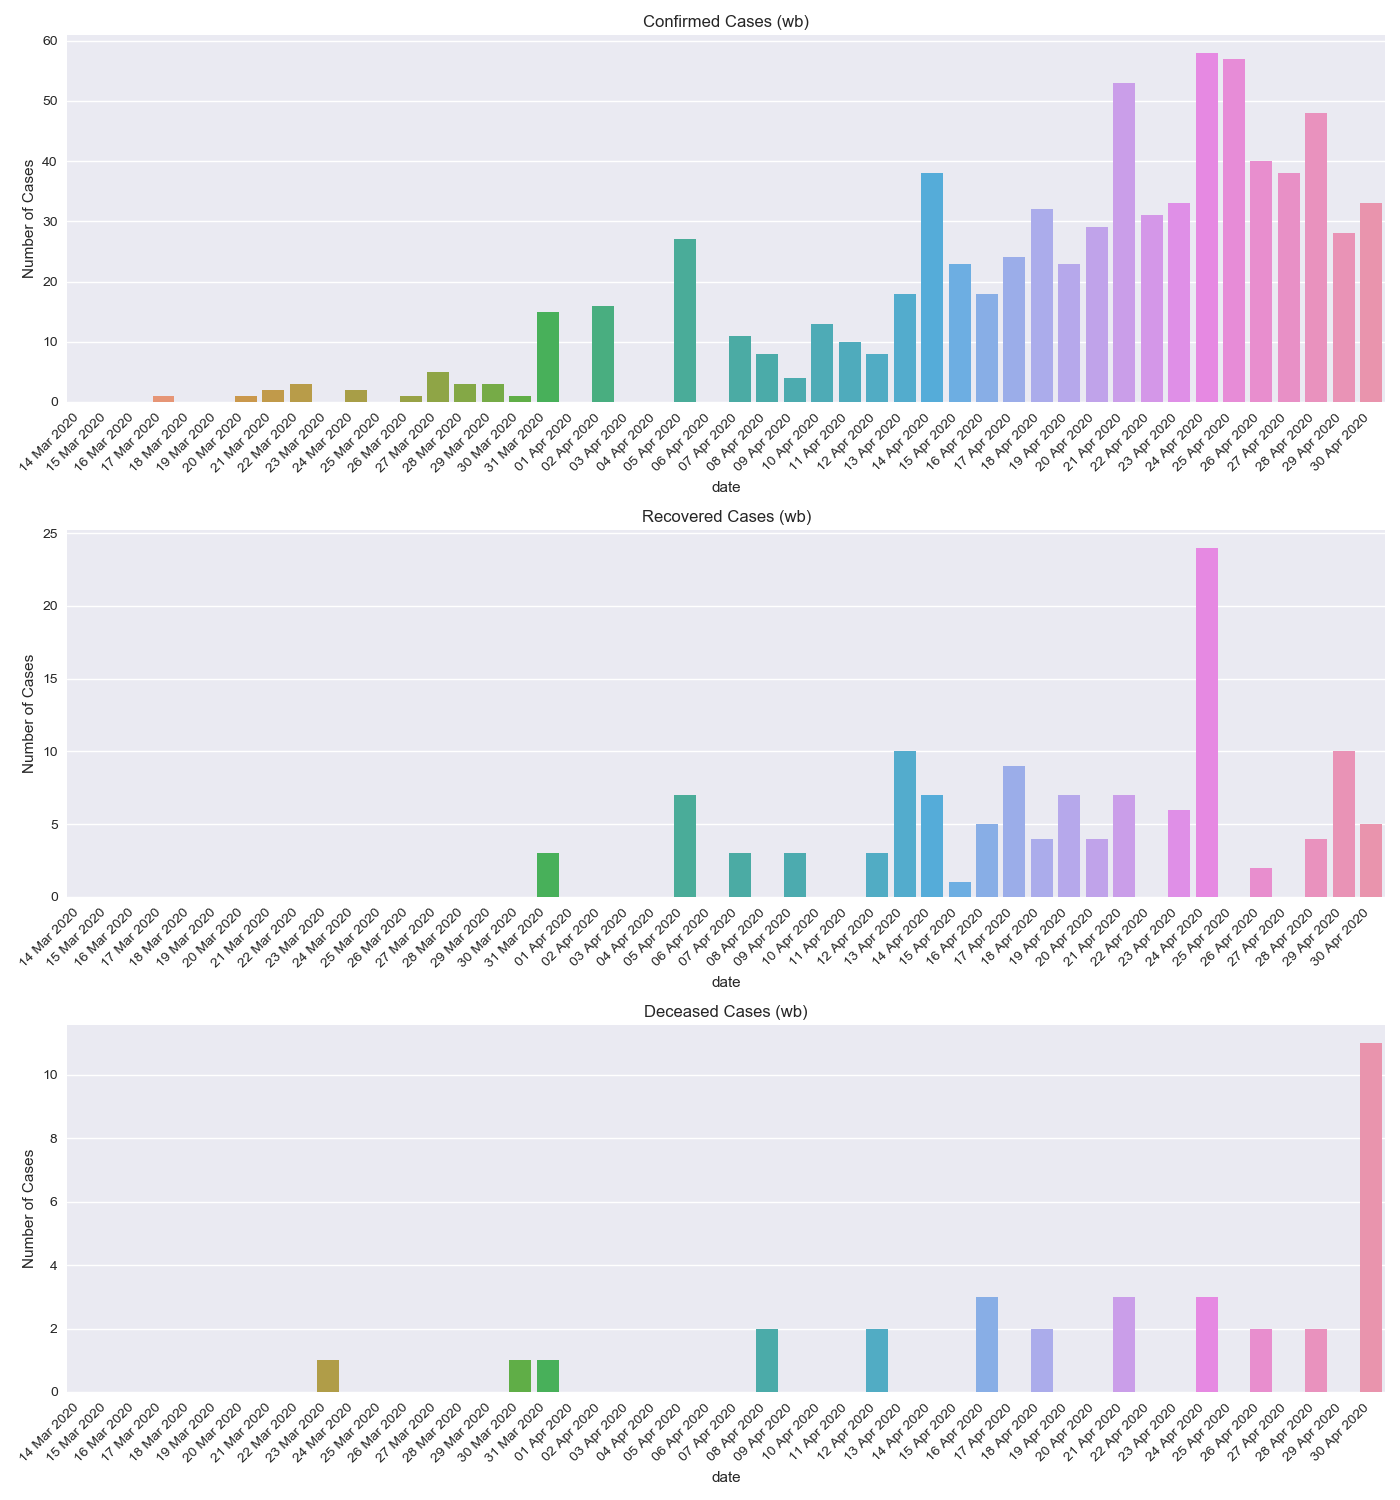 Confirmed Cases (wb)
60
50
40
30
20
10
0
Number of Cases
14 Mar 2020
15 Mar 2020
16 Mar 2020
17 Mar 2020
18 Mar 2020
19 Mar 2020
20 Mar 2020
21 Mar 2020
22 Mar 2020
23 Mar 2020
24 Mar 2020
25 Mar 2020
26 Mar 2020
27 Mar 2020
28 Mar 2020
29 Mar 2020
30 Mar 2020
31 Mar 2020
01 Apr 2020
02 Apr 2020
03 Apr 2020
04 Apr 2020
05 Apr 2020
06 Apr 2020
07 Apr 2020
08 Apr 2020
09 Apr 2020
10 Apr 2020
11 Apr 2020
12 Apr 2020
13 Apr 2020
14 Apr 2020
15 Apr 2020
16 Apr 2020
17 Apr 2020
18 Apr 2020
19 Apr 2020
20 Apr 2020
21 Apr 2020
22 Apr 2020
23 Apr 2020
24 Apr 2020
25 Apr 2020
26 Apr 2020
27 Apr 2020
28 Apr 2020
29 Apr 2020
30 Apr 2020
date
Recovered Cases (wb)
25
20
15
10
5
0
Number of Cases
14 Mar 2020
15 Mar 2020
16 Mar 2020
17 Mar 2020
18 Mar 2020
19 Mar 2020
20 Mar 2020
21 Mar 2020
22 Mar 2020
23 Mar 2020
24 Mar 2020
25 Mar 2020
26 Mar 2020
27 Mar 2020
28 Mar 2020
29 Mar 2020
30 Mar 2020
31 Mar 2020
01 Apr 2020
02 Apr 2020
03 Apr 2020
04 Apr 2020
05 Apr 2020
06 Apr 2020
07 Apr 2020
08 Apr 2020
09 Apr 2020
10 Apr 2020
11 Apr 2020
12 Apr 2020
13 Apr 2020
14 Apr 2020
15 Apr 2020
16 Apr 2020
17 Apr 2020
18 Apr 2020
19 Apr 2020
20 Apr 2020
21 Apr 2020
22 Apr 2020
23 Apr 2020
24 Apr 2020
25 Apr 2020
26 Apr 2020
27 Apr 2020
28 Apr 2020
29 Apr 2020
30 Apr 2020
date
Deceased Cases (wb)
10
8
6
4
2
0
Number of Cases
14 Mar 2020
15 Mar 2020
16 Mar 2020
17 Mar 2020
18 Mar 2020
19 Mar 2020
20 Mar 2020
21 Mar 2020
22 Mar 2020
23 Mar 2020
24 Mar 2020
25 Mar 2020
26 Mar 2020
27 Mar 2020
28 Mar 2020
29 Mar 2020
30 Mar 2020
31 Mar 2020
01 Apr 2020
02 Apr 2020
03 Apr 2020
04 Apr 2020
05 Apr 2020
06 Apr 2020
07 Apr 2020
08 Apr 2020
09 Apr 2020
10 Apr 2020
11 Apr 2020
12 Apr 2020
13 Apr 2020
14 Apr 2020
15 Apr 2020
16 Apr 2020
17 Apr 2020
18 Apr 2020
19 Apr 2020
20 Apr 2020
21 Apr 2020
22 Apr 2020
23 Apr 2020
24 Apr 2020
25 Apr 2020
26 Apr 2020
27 Apr 2020
28 Apr 2020
29 Apr 2020
30 Apr 2020
date